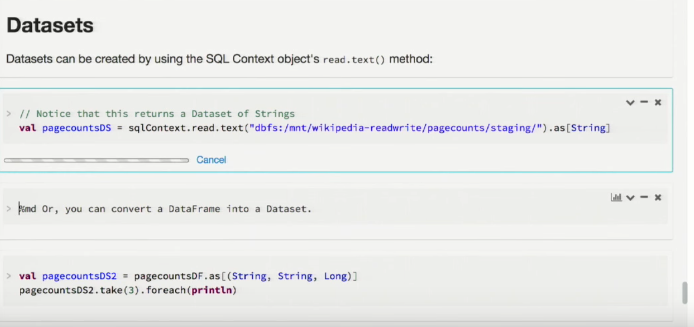 Datasets
Datasets can be created by using the SQL Context object's read.text() method:
> // Notice that this returns a Dataset of Strings
val pagecountsDS = sqlContext.read.text("dbfs:/mnt/wikipedia-readwrite/pagecounts/staging/").as[String]
Cancel
> %md Or, you can convert a DataFrame into a Dataset.
> val pagecountsDS2 = pagecountsDF.as[(String, String, Long)]
pagecountsDS2.take(3).foreach(println)